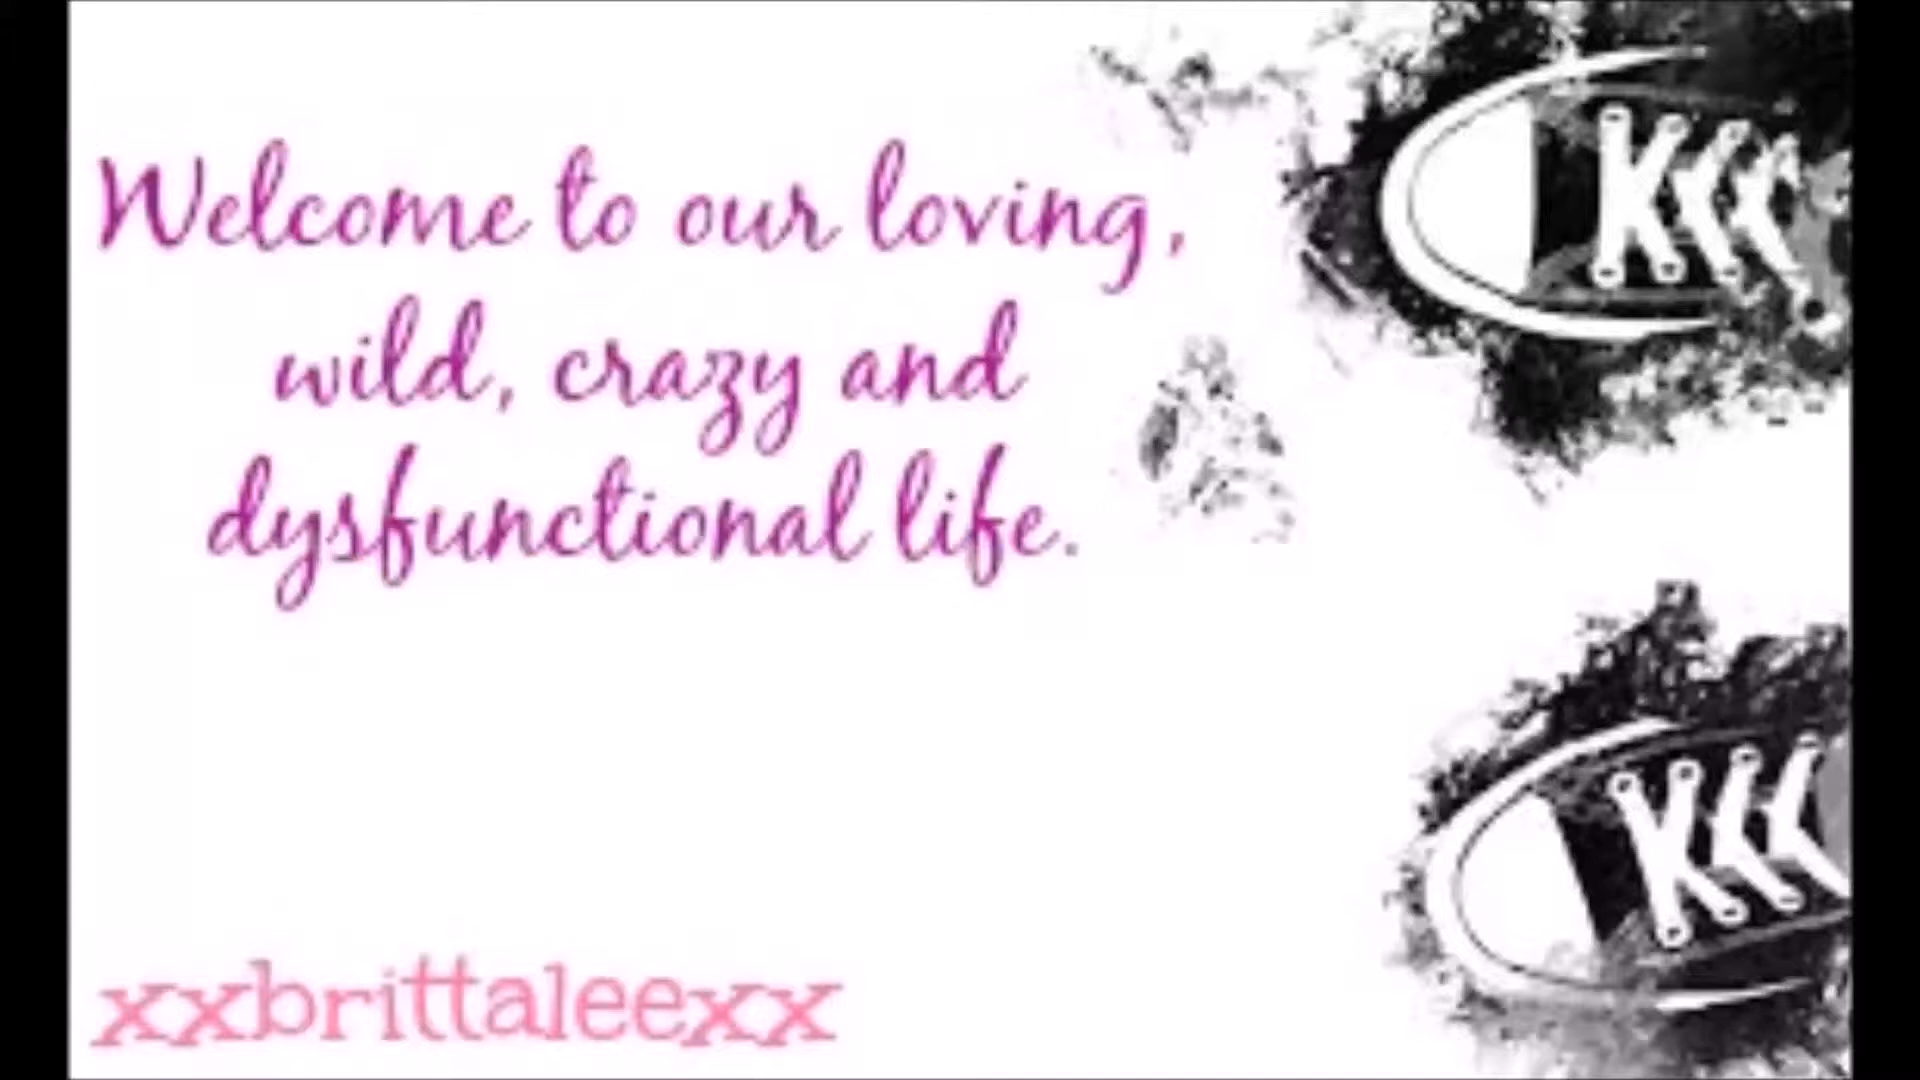 Welcome to our loving,
wild, crazy and
dysfunctional life.
xxbrittaleexx